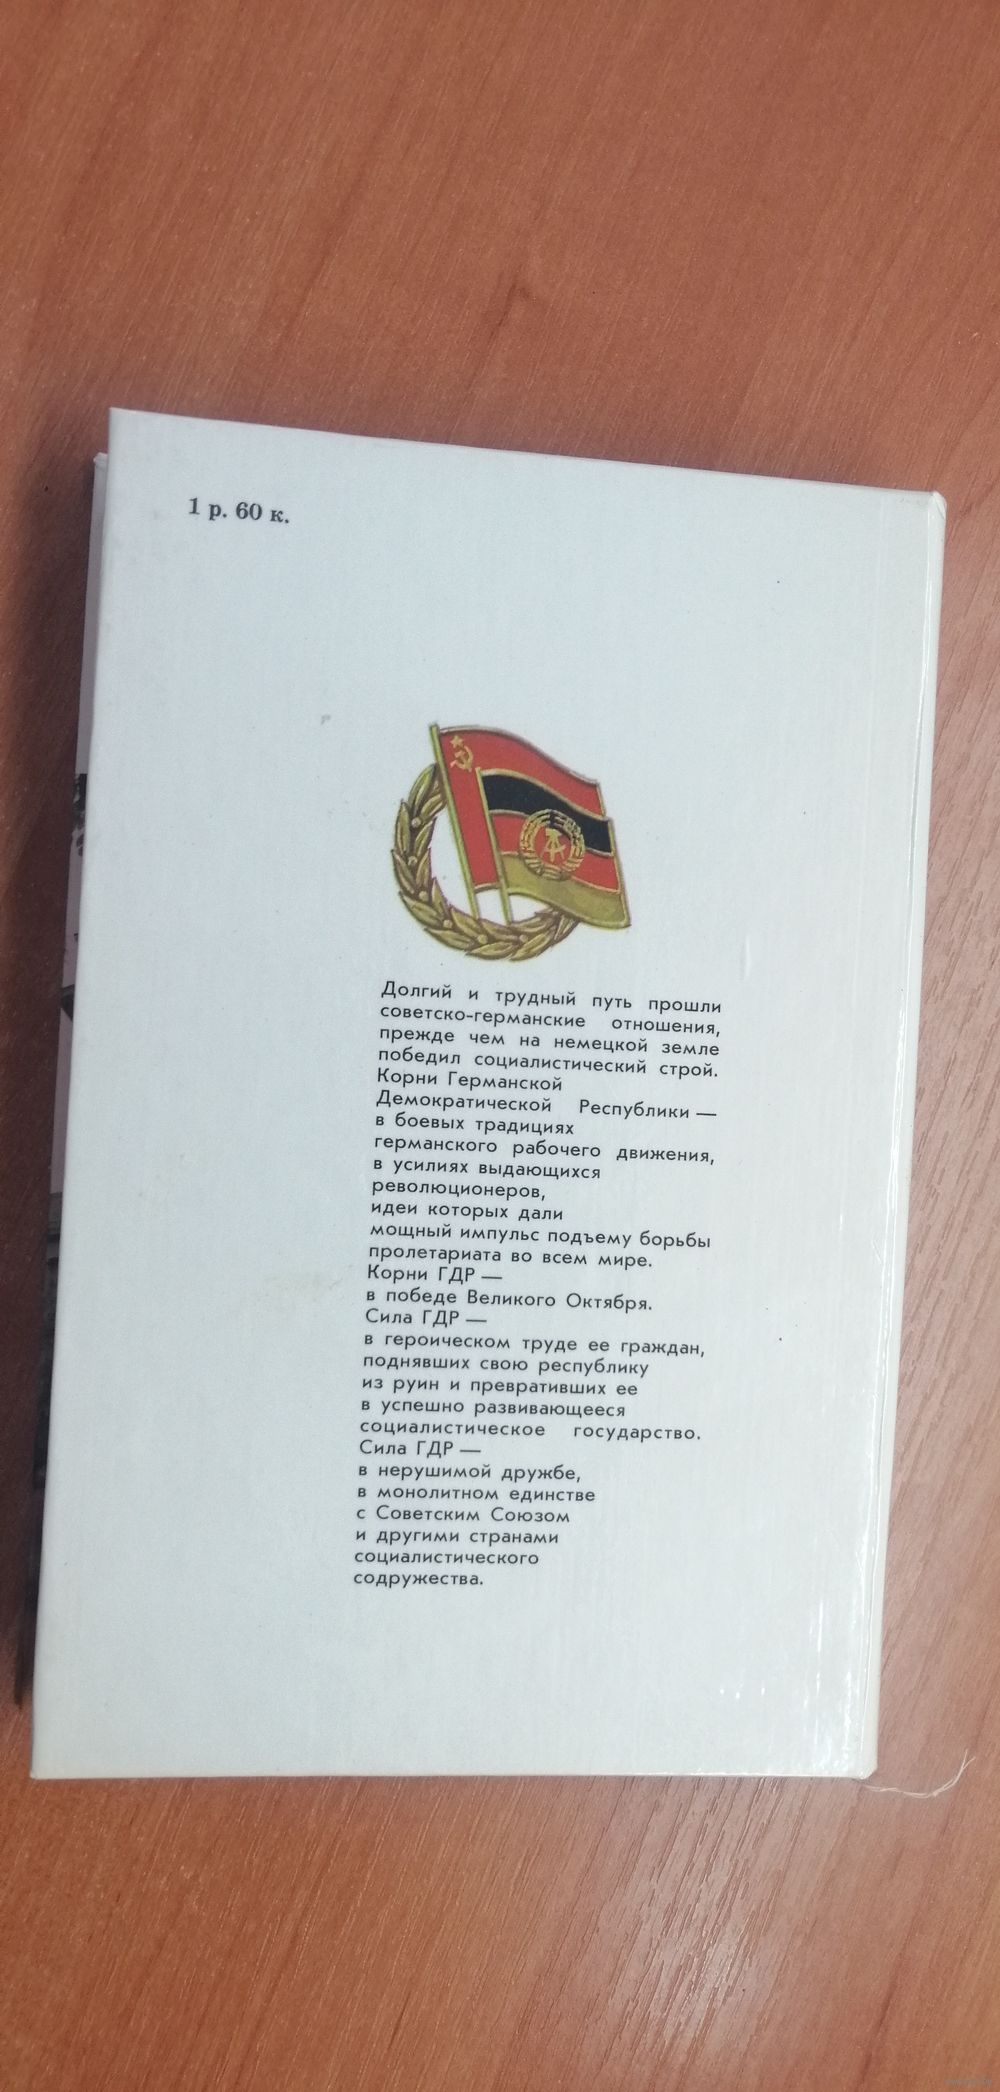 1 р. 60 к.
Долгий и трудный путь прошли
советско-германские отношения,
прежде чем на немецкой земле
победил социалистический строй.
Корни Германской
Демократической Республики —
в боевых традициях
германского рабочего движения,
в усилиях выдающихся
революционеров,
идеи которых дали
мощный импульс подъему борьбы
пролетариата во всем мире.
Корни ГДР —
в победе Великого Октября.
Сила ГДР —
в героическом труде ее граждан,
поднявших свою республику
из руин и превративших ее
в успешно развивающееся
социалистическое государство.
Сила ГДР —
в нерушимой дружбе,
в монолитном единстве
с Советским Союзом
и другими странами
социалистического
содружества.